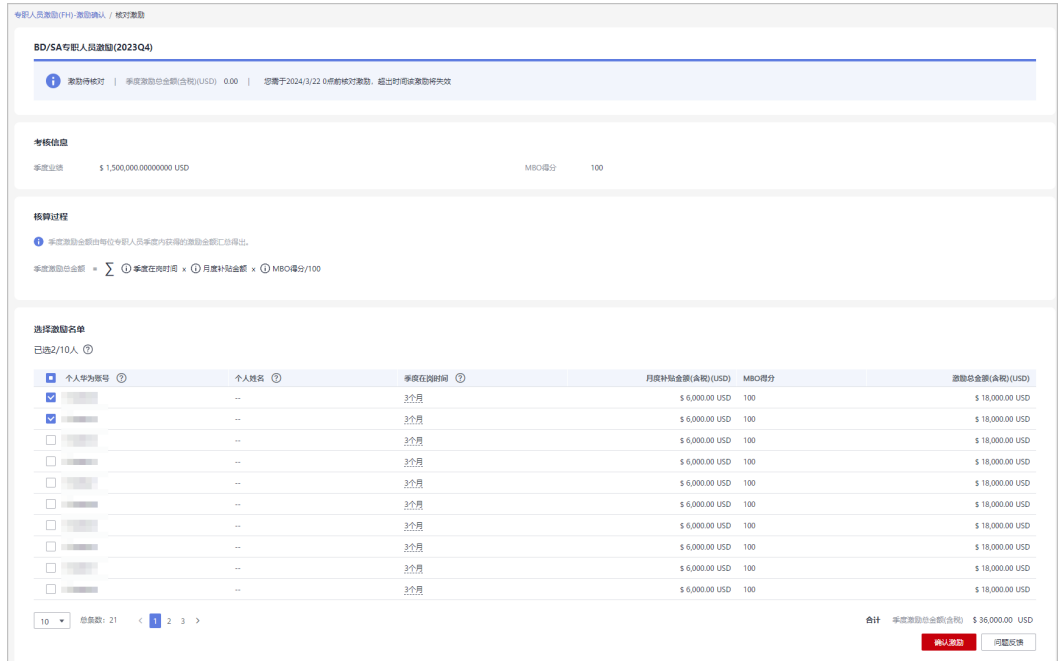 专职人员激励(FH)-激励确认 / 核对激励
BD/SA专职人员激励(2023Q4)
激励待核对 | 季度激励总金额(含税)(USD) 0.00 | 您需于2024/3/22 0点前核对激励，超出时间该激励将失效
考核信息
季度业绩 $ 1,500,000.00000000 USD MBO得分 100
核算过程
季度激励金额由每位专职人员季度内获得的激励金额汇总得出。
季度激励总金额 = ∑ 季度在岗时间 x 月度补贴金额 x MBO得分/100
选择激励名单
已选2/10人
个人华为账号 个人姓名 季度在岗时间 月度补贴金额(含税)(USD) MBO得分 激励总金额(含税)(USD)
-- 3个月 $ 6,000.00 USD 100 $ 18,000.00 USD
-- 3个月 $ 6,000.00 USD 100 $ 18,000.00 USD
-- 3个月 $ 6,000.00 USD 100 $ 18,000.00 USD
-- 3个月 $ 6,000.00 USD 100 $ 18,000.00 USD
-- 3个月 $ 6,000.00 USD 100 $ 18,000.00 USD
-- 3个月 $ 6,000.00 USD 100 $ 18,000.00 USD
-- 3个月 $ 6,000.00 USD 100 $ 18,000.00 USD
-- 3个月 $ 6,000.00 USD 100 $ 18,000.00 USD
-- 3个月 $ 6,000.00 USD 100 $ 18,000.00 USD
-- 3个月 $ 6,000.00 USD 100 $ 18,000.00 USD
10 总条数: 21 < 1 2 3 > 合计 季度激励总金额(含税) $ 36,000.00 USD
确认激励 问题反馈